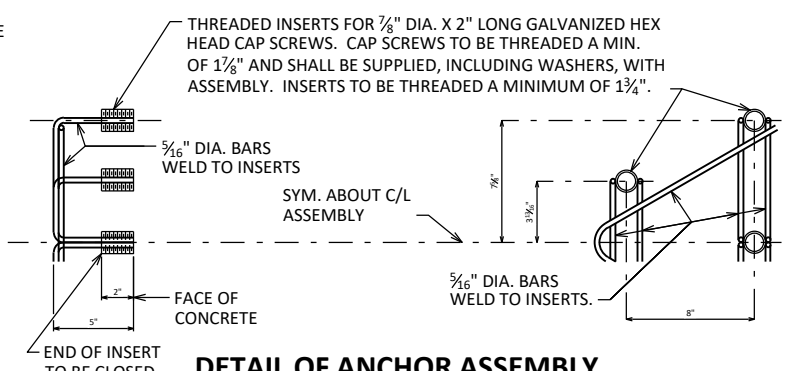 E
THREADED INSERTS FOR ⅞" DIA. X 2" LONG GALVANIZED HEX
HEAD CAP SCREWS. CAP SCREWS TO BE THREADED A MIN.
OF 1⅞" AND SHALL BE SUPPLIED, INCLUDING WASHERS, WITH
ASSEMBLY. INSERTS TO BE THREADED A MINIMUM OF 1¾".
5/16" DIA. BARS
WELD TO INSERTS
SYM. ABOUT C/L
ASSEMBLY
3 13/16"
5/16" DIA. BARS
WELD TO INSERTS.
2"
5"
8"
FACE OF
CONCRETE
END OF INSERT
TO BE CLOSED
DETAIL OF ANCHOR ASSEMBLY